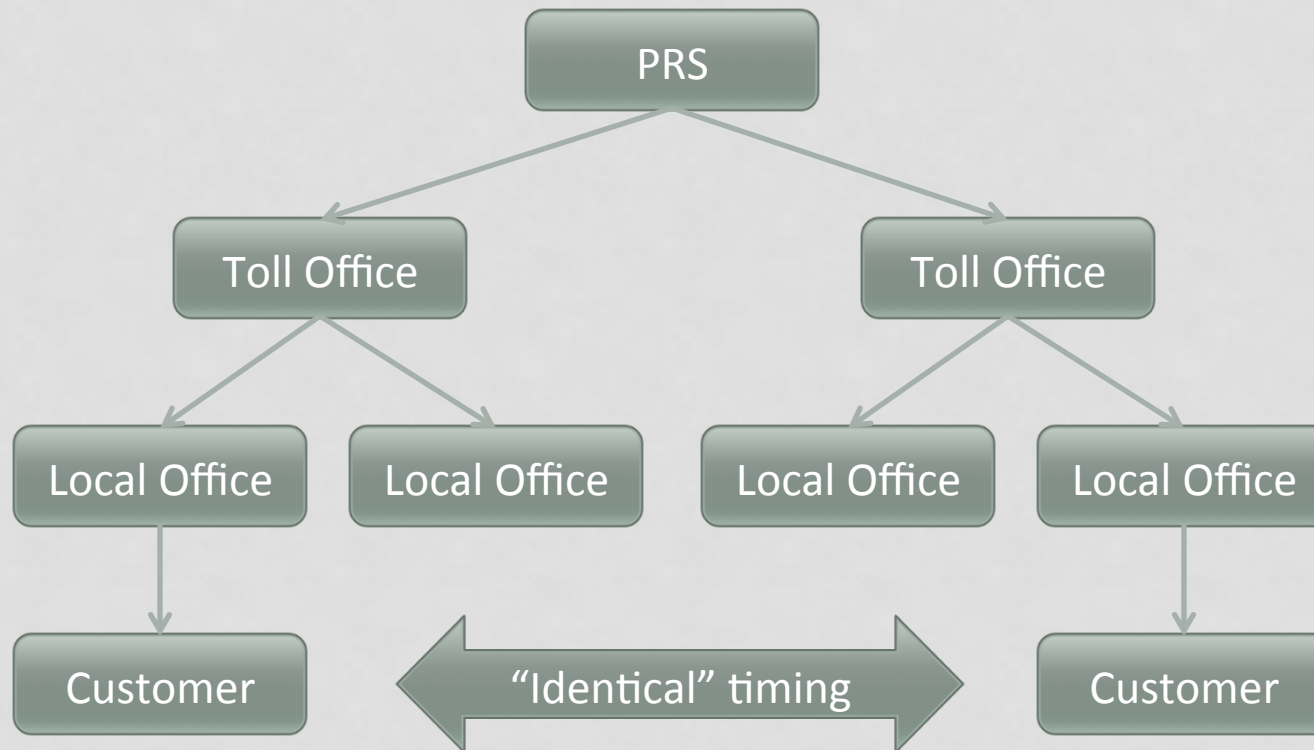 PRS
Toll Office
Toll Office
Local Office
Local Office
Local Office
Local Office
Customer
“Identical” timing
Customer